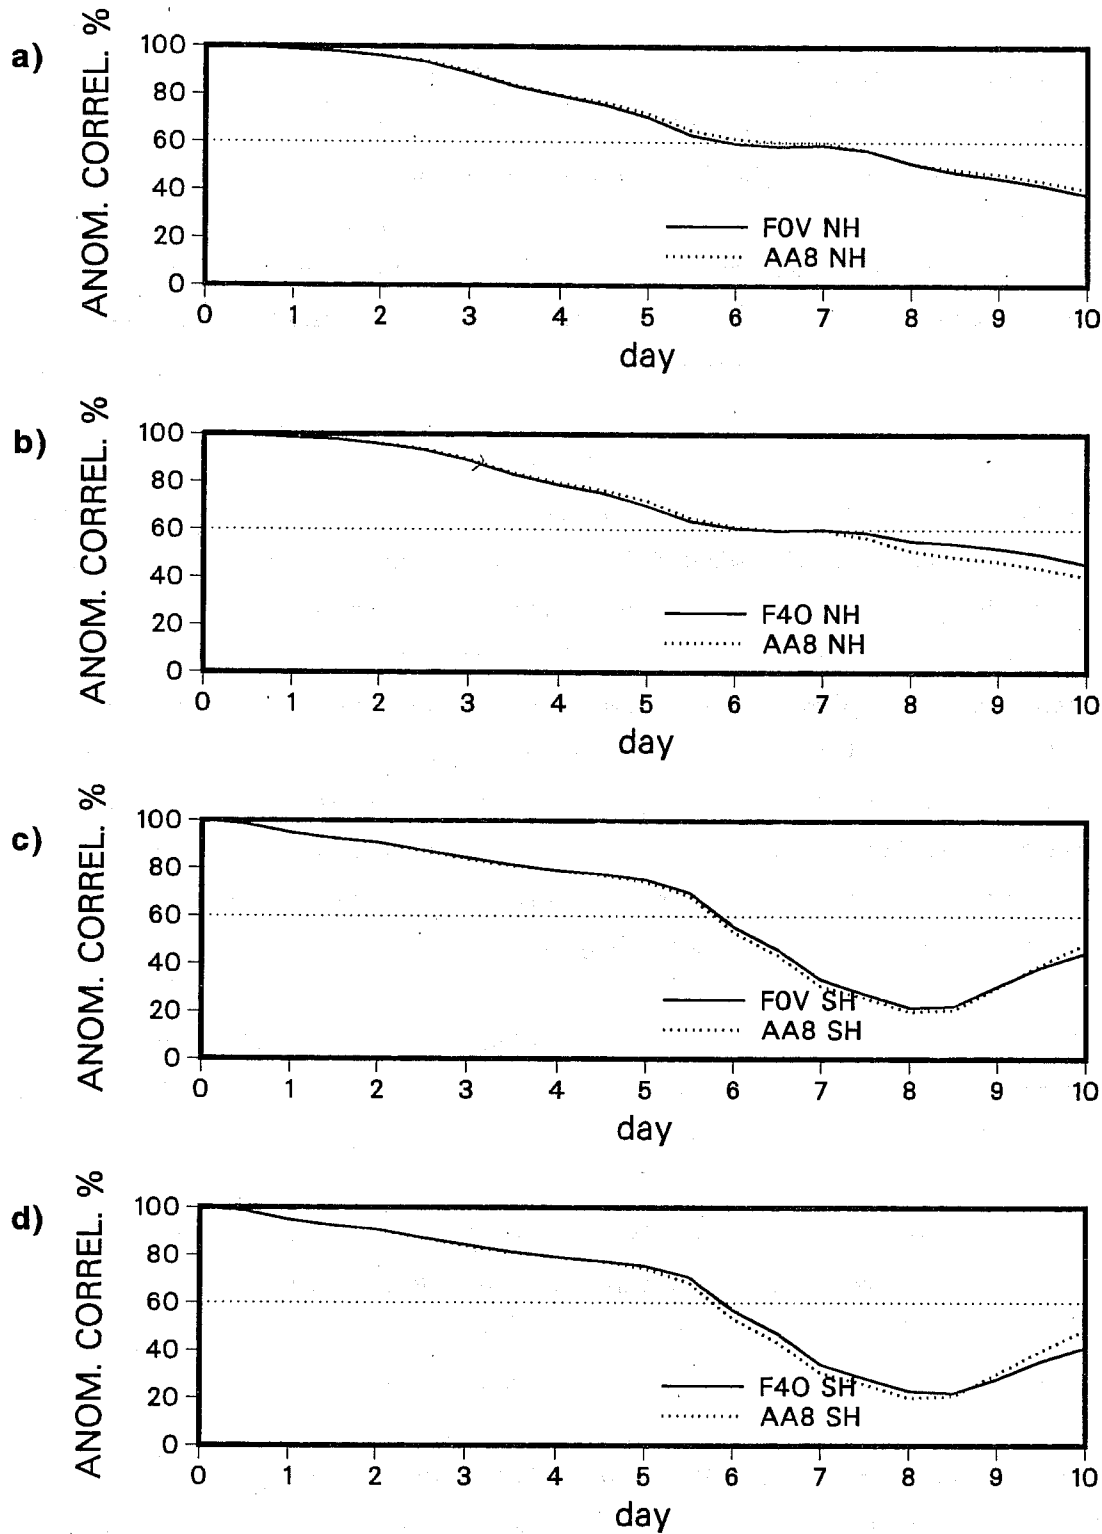 a)
ANOM. CORREL. %
100
80
60
40
20
0
FOV NH
AA8 NH
0 1 2 3 4 5 6 7 8 9 10
day
b)
ANOM. CORREL. %
100
80
60
40
20
0
F4O NH
AA8 NH
0 1 2 3 4 5 6 7 8 9 10
day
c)
ANOM. CORREL. %
100
80
60
40
20
0
FOV SH
AA8 SH
0 1 2 3 4 5 6 7 8 9 10
day
d)
ANOM. CORREL. %
100
80
60
40
20
0
F4O SH
AA8 SH
0 1 2 3 4 5 6 7 8 9 10
day